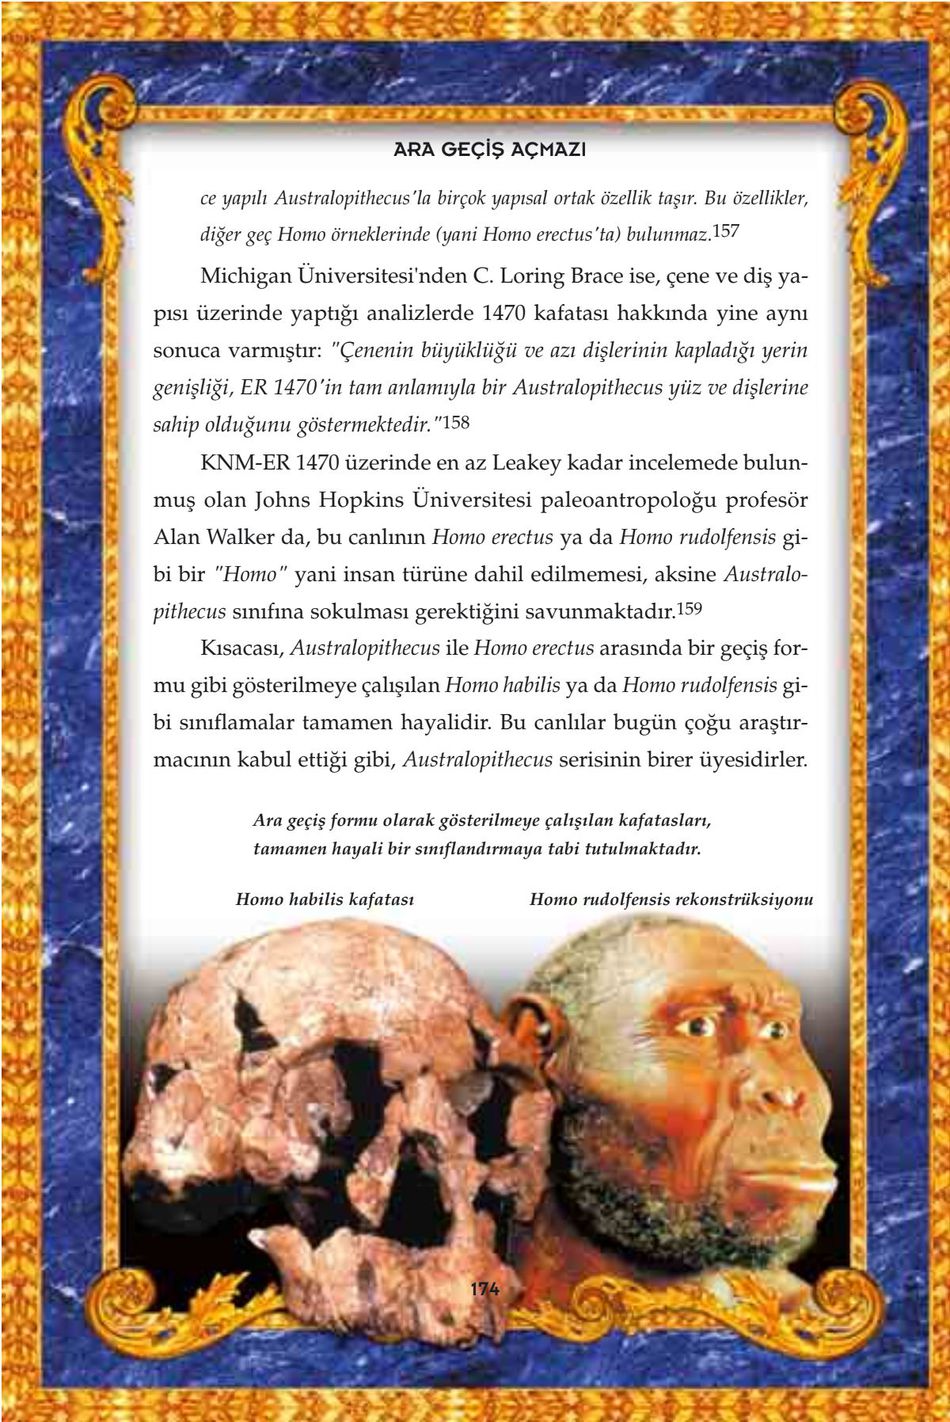 ARA GEÇİŞ AÇMAZI
ce yapılı Australopithecus'la birçok yapısal ortak özellik taşır. Bu özellikler,
diğer geç Homo örneklerinde (yani Homo erectus'ta) bulunmaz.157
Michigan Üniversitesi'nden C. Loring Brace ise, çene ve diş ya-
pısı üzerinde yaptığı analizlerde 1470 kafatası hakkında yine aynı
sonuca varmıştır: "Çenenin büyüklüğü ve azı dişlerinin kapladığı yerin
genişliği, ER 1470'in tam anlamıyla bir Australopithecus yüz ve dişlerine
sahip olduğunu göstermektedir."158
KNM-ER 1470 üzerinde en az Leakey kadar incelemede bulun-
muş olan Johns Hopkins Üniversitesi paleoantropoloğu profesör
Alan Walker da, bu canlının Homo erectus ya da Homo rudolfensis gi-
bi bir "Homo" yani insan türüne dahil edilmemesi, aksine Australo-
pithecus sınıfına sokulması gerektiğini savunmaktadır.159
Kısacası, Australopithecus ile Homo erectus arasında bir geçiş for-
mu gibi gösterilmeye çalışılan Homo habilis ya da Homo rudolfensis gi-
bi sınıflamalar tamamen hayalidir. Bu canlılar bugün çoğu araştır-
macının kabul ettiği gibi, Australopithecus serisinin birer üyesidirler.
Ara geçiş formu olarak gösterilmeye çalışılan kafatasları,
tamamen hayali bir sınıflandırmaya tabi tutulmaktadır.
Homo habilis kafatası
Homo rudolfensis rekonstrüksiyonu
174